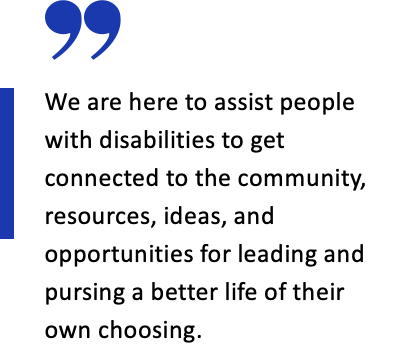 ”
We are here to assist people
with disabilities to get
connected to the community,
resources, ideas, and
opportunities for leading and
pursing a better life of their
own choosing.